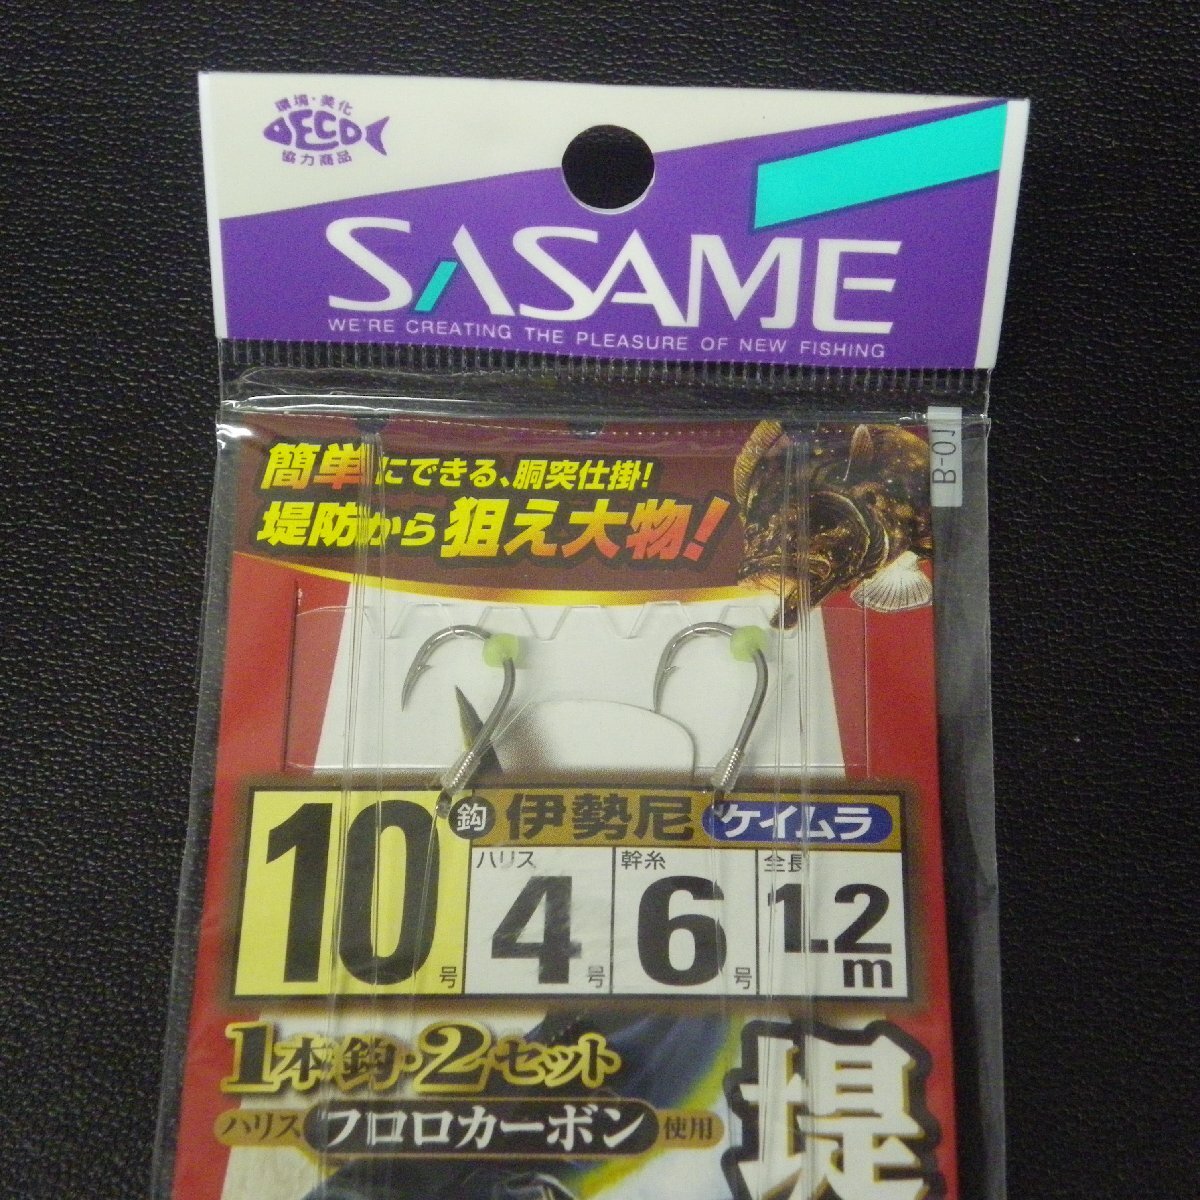 環境・美化
DECO
協力商品
SASAME
WE'RE CREATING THE PLEASURE OF NEW FISHING
B-01
簡単にできる、胴突仕掛!
堤防から狙え大物!
10号
鈎 伊勢尼 ケイムラ
ハリス 4号
幹糸 6号
全長 1.2m
1本鈎・2セット
ハリス フロロカーボン 使用
堤